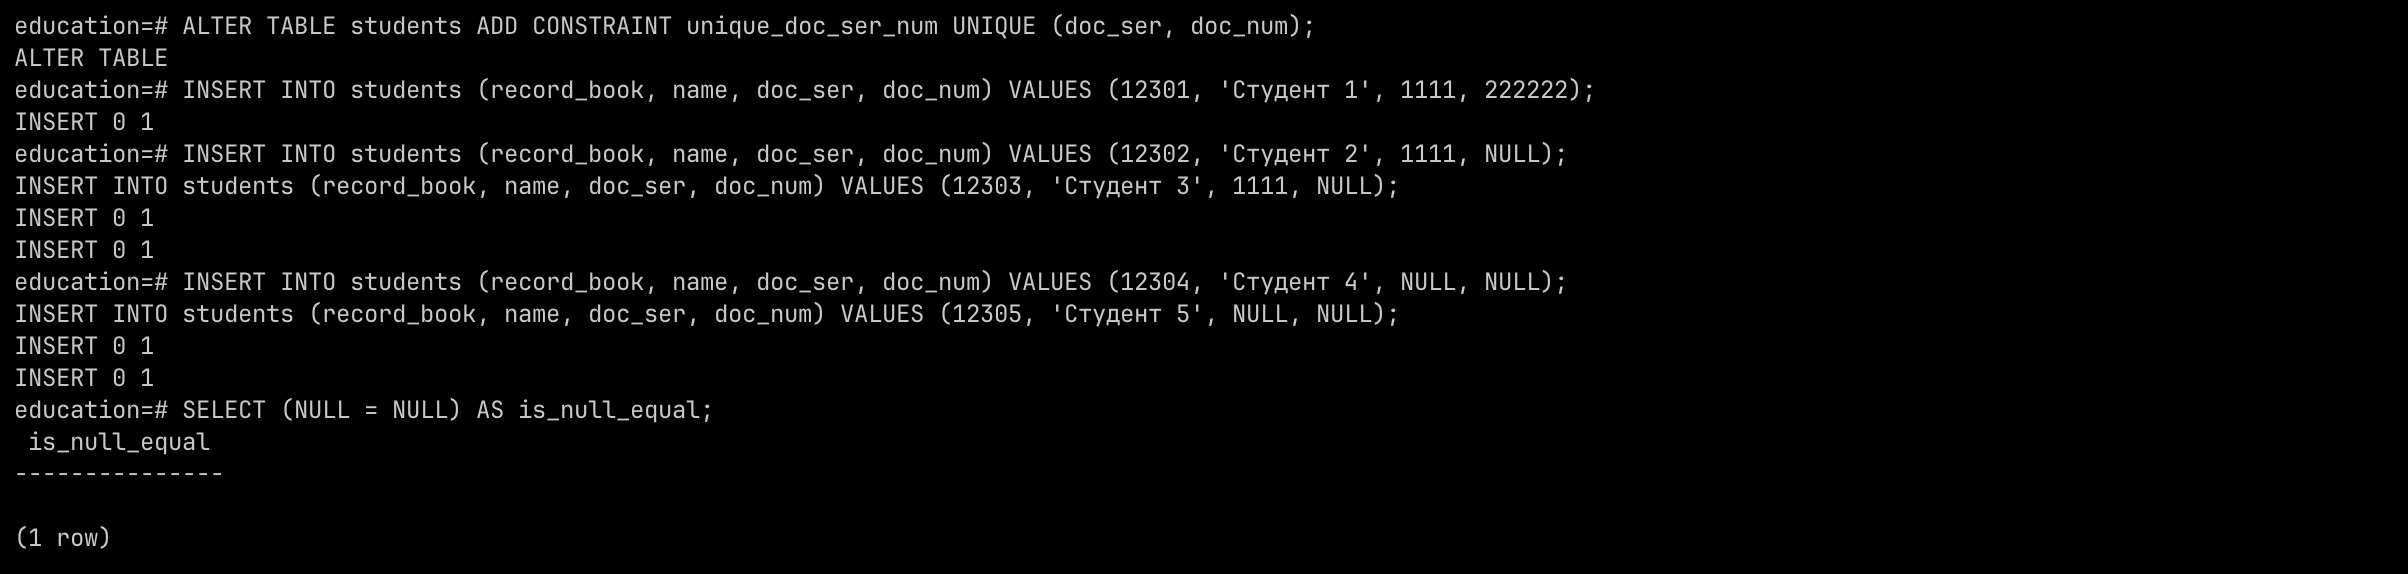 education=# ALTER TABLE students ADD CONSTRAINT unique_doc_ser_num UNIQUE (doc_ser, doc_num);
ALTER TABLE
education=# INSERT INTO students (record_book, name, doc_ser, doc_num) VALUES (12301, 'Студент 1', 1111, 222222);
INSERT 0 1
education=# INSERT INTO students (record_book, name, doc_ser, doc_num) VALUES (12302, 'Студент 2', 1111, NULL);
INSERT INTO students (record_book, name, doc_ser, doc_num) VALUES (12303, 'Студент 3', 1111, NULL);
INSERT 0 1
INSERT 0 1
education=# INSERT INTO students (record_book, name, doc_ser, doc_num) VALUES (12304, 'Студент 4', NULL, NULL);
INSERT INTO students (record_book, name, doc_ser, doc_num) VALUES (12305, 'Студент 5', NULL, NULL);
INSERT 0 1
INSERT 0 1
education=# SELECT (NULL = NULL) AS is_null_equal;
 is_null_equal
---------------

(1 row)